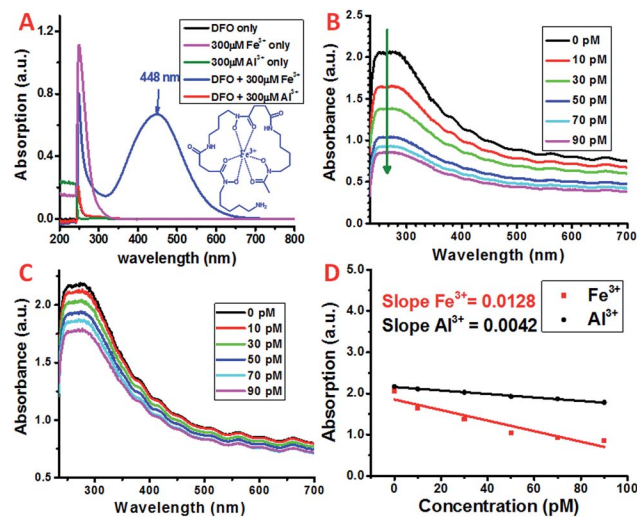 A
DFO only
300μM Fe³⁺ only
300μM Al³⁺ only
DFO + 300μM Fe³⁺
DFO + 300μM Al³⁺
448 nm
Fe³⁺
NH₂
Absorption (a.u.)
1.2
0.8
0.4
0.0
200 300 400 500 600 700 800
wavelength (nm)
B
0 pM
10 pM
30 pM
50 pM
70 pM
90 pM
Absorbance (a.u.)
2.5
2.0
1.5
1.0
0.5
0.0
300 400 500 600 700
wavelength (nm)
C
0 pM
10 pM
30 pM
50 pM
70 pM
90 pM
Absorbance (a.u.)
2.0
1.5
1.0
0.5
300 400 500 600 700
wavelength (nm)
D
Slope Fe³⁺= 0.0128
Slope Al³⁺ = 0.0042
Fe³⁺
Al³⁺
Absorption (a.u.)
5.0
4.0
3.0
2.0
1.0
0.0
0 20 40 60 80 100
Concentration (pM)